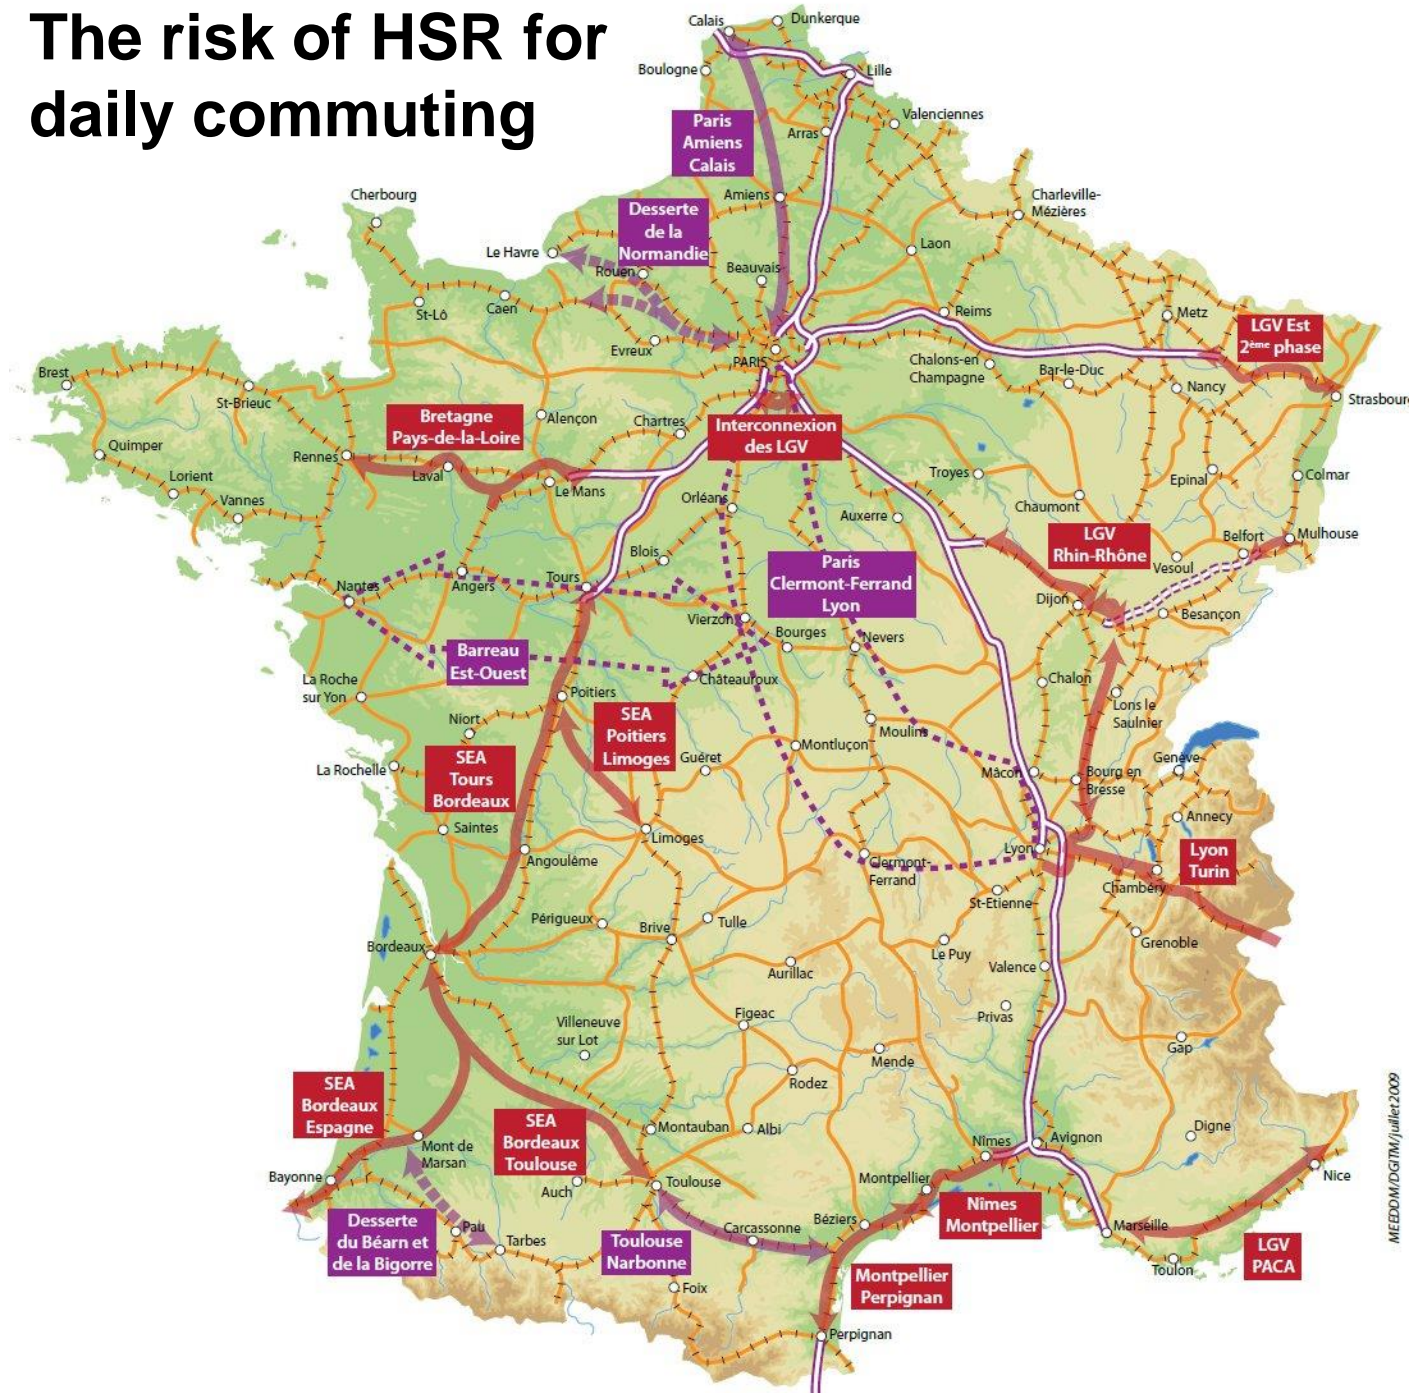 The risk of HSR for
daily commuting
Calais
Dunkerque
Boulogne
Lille
Valenciennes
Paris
Amiens
Calais
Arras
Cherbourg
Amiens
Charleville-
Mézières
Desserte
de la
Normandie
Le Havre
Rouen
Beauvais
Laon
St-Lô
Caen
Reims
Metz
LGV Est
2ème phase
Evreux
PARIS
Chalons-en
Champagne
Bar-le-Duc
Nancy
Strasbourg
Brest
St-Brieuc
Bretagne
Pays-de-la-Loire
Alençon
Chartres
Interconnexion
des LGV
Quimper
Rennes
Laval
Le Mans
Lorient
Vannes
Orléans
Troyes
Epinal
Colmar
Chaumont
Auxerre
LGV
Rhin-Rhône
Belfort
Mulhouse
Vesoul
Blois
Paris
Clermont-Ferrand
Lyon
Nantes
Angers
Tours
Dijon
Besançon
Vierzon
Bourges
Nevers
Barreau
Est-Ouest
La Roche
sur Yon
Châteauroux
Chalon
Lons le
Saulnier
Poitiers
Niort
SEA
Poitiers
Limoges
Moulins
Montluçon
Guéret
Genève
La Rochelle
SEA
Tours
Bordeaux
Mâcon
Bourg en
Bresse
Annecy
Saintes
Limoges
Angoulême
Clermont-
Ferrand
Lyon
Lyon
Turin
Chambéry
St-Etienne
Périgueux
Tulle
Brive
Bordeaux
Le Puy
Grenoble
Aurillac
Valence
Figeac
Privas
Villeneuve
sur Lot
Gap
Mende
Rodez
SEA
Bordeaux
Espagne
SEA
Bordeaux
Toulouse
Montauban
Albi
Digne
Nîmes
Avignon
Mont de
Marsan
Bayonne
Auch
Toulouse
Montpellier
Nice
Nîmes
Montpellier
Desserte
du Béarn et
de la Bigorre
Pau
Tarbes
Toulouse
Narbonne
Carcassonne
Béziers
Marseille
LGV
PACA
Toulon
Foix
Montpellier
Perpignan
Perpignan
MEEDDM/DGITM/juillet2009